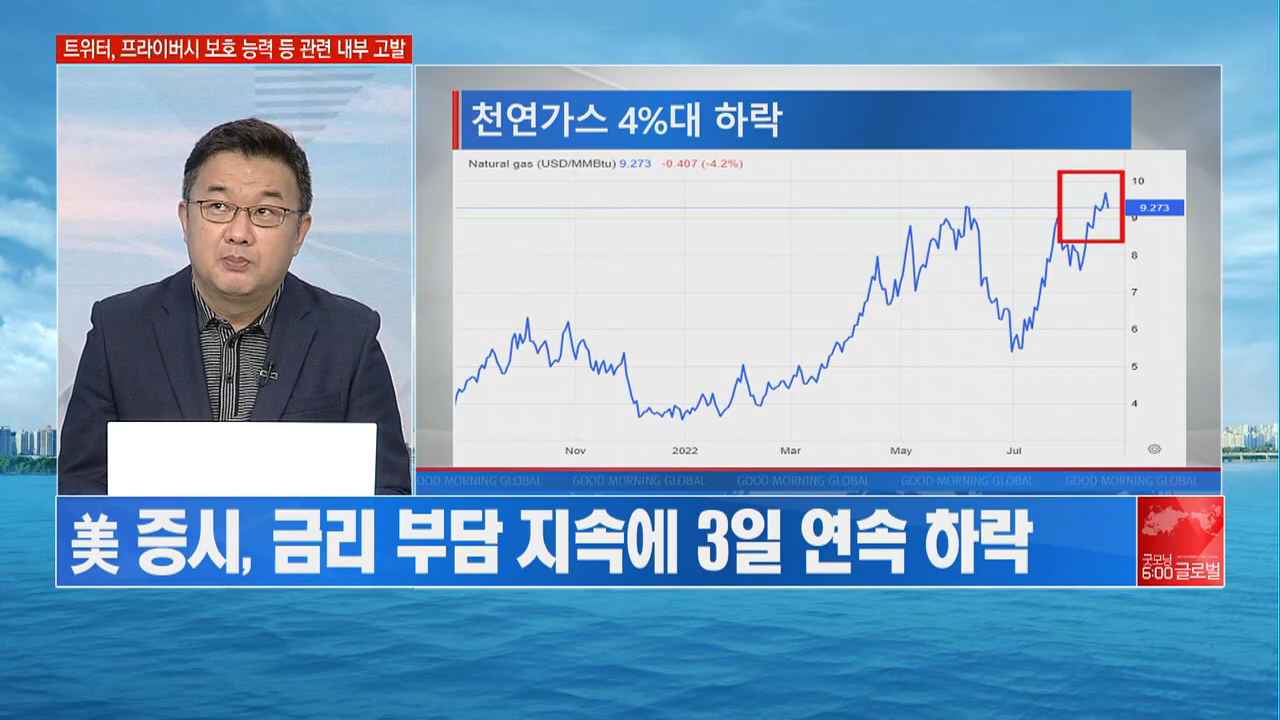 트위터, 프라이버시 보호 능력 등 관련 내부 고발
천연가스 4%대 하락
Natural gas (USD/MMBtu) 9.273 -0.407 (-4.2%)
10
9.273
9
8
7
6
5
4
Nov 2022 Mar May Jul
GOOD MORNING GLOBAL GOOD MORNING GLOBAL GOOD MORNING GLOBAL GOOD MORNING GLOBAL GOOD MORNING GLOBAL
美 증시, 금리 부담 지속에 3일 연속 하락
굿모닝
6:00 글로벌